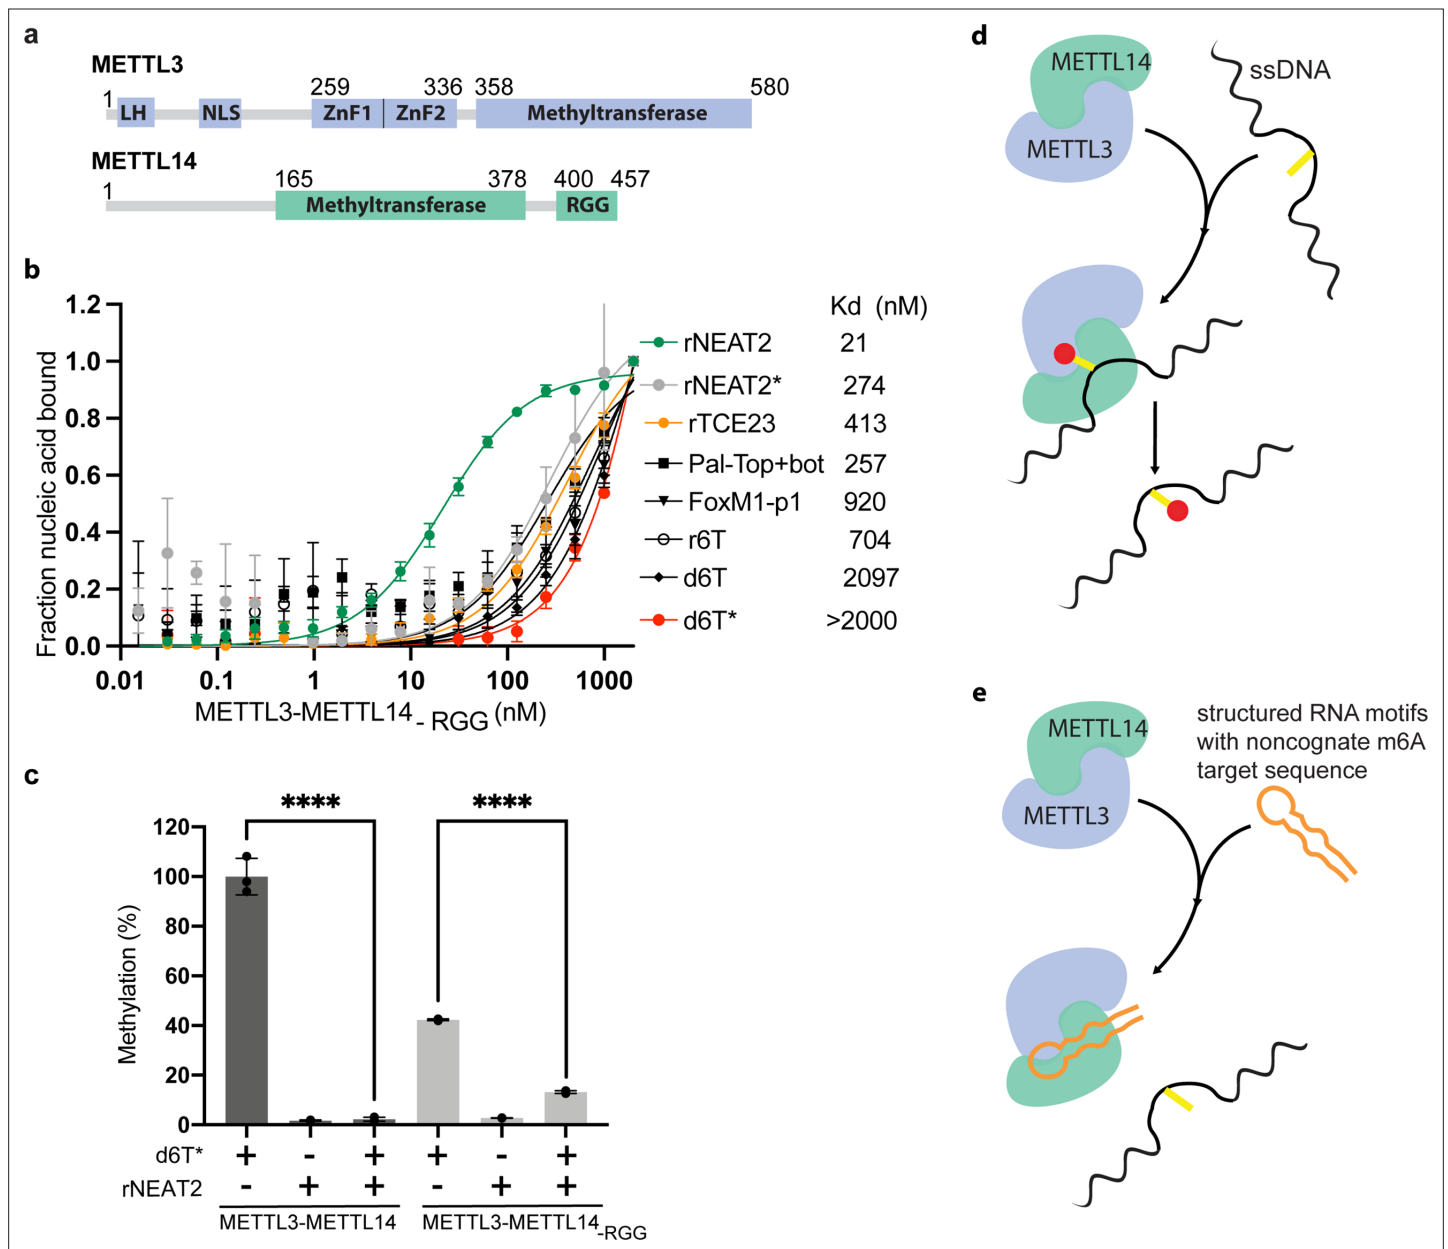 a
METTL3
1 259 336 358 580
LH NLS ZnF1 ZnF2 Methyltransferase
METTL14
1 165 378 400 457
Methyltransferase RGG
b
Fraction nucleic acid bound
1.2
1.0
0.8
0.6
0.4
0.2
0.0
0.01 0.1 1 10 100 1000
METTL3-METTL14 - RGG (nM)
Kd (nM)
rNEAT2 21
rNEAT2* 274
rTCE23 413
Pal-Top+bot 257
FoxM1-p1 920
r6T 704
d6T 2097
d6T* >2000
c
**** ****
Methylation (%)
120
100
80
60
40
20
0
d6T* + - + + - +
rNEAT2 - + + - + +
METTL3-METTL14 METTL3-METTL14-RGG
d
METTL14
ssDNA
METTL3
e
structured RNA motifs
with noncognate m6A
target sequence
METTL14
METTL3